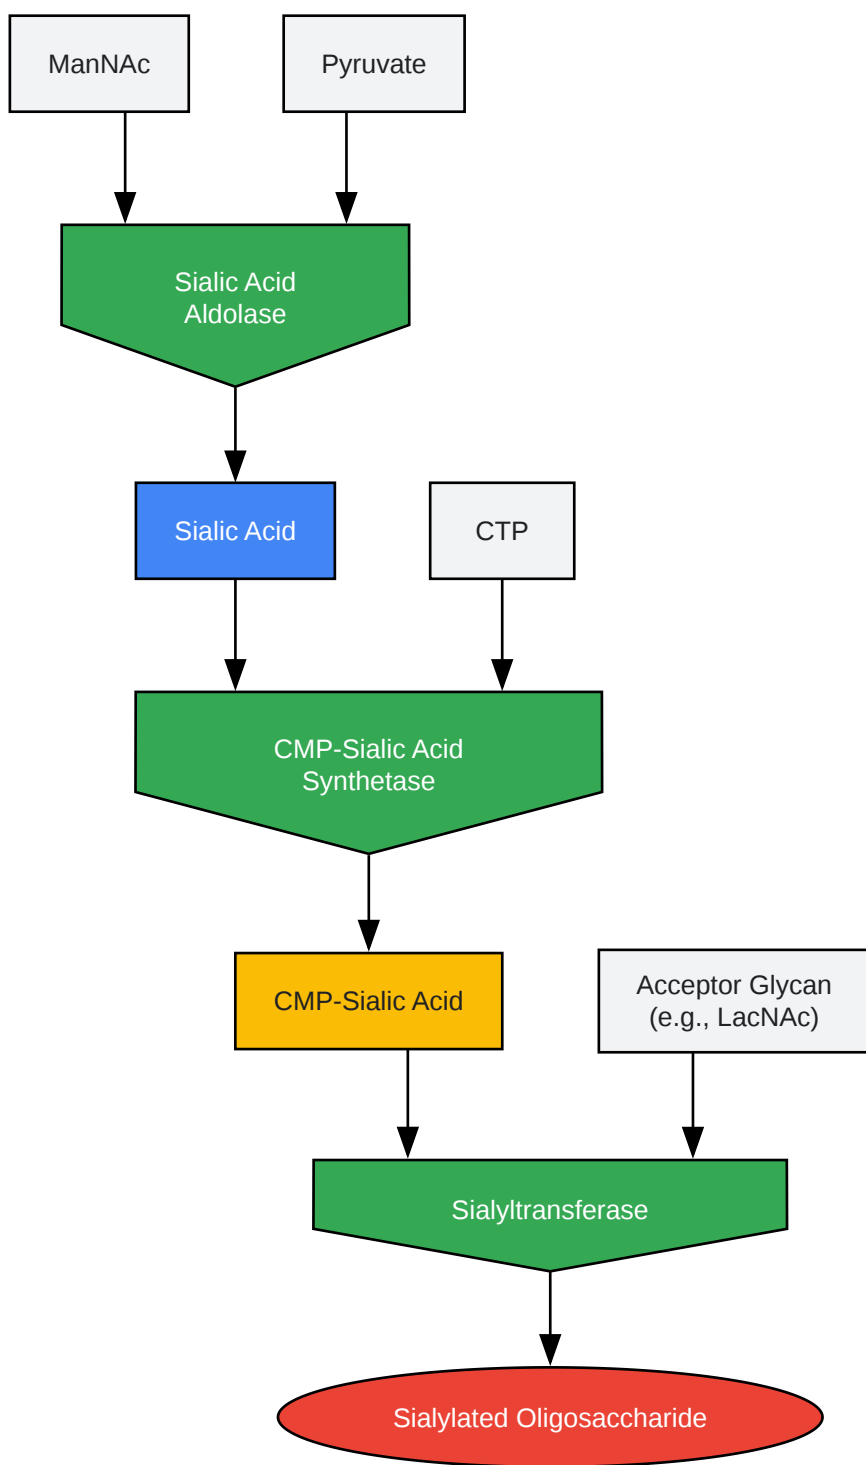 ManNAc
Pyruvate
Sialic Acid
Aldolase
Sialic Acid
CTP
CMP-Sialic Acid
Synthetase
CMP-Sialic Acid
Acceptor Glycan
(e.g., LacNAc)
Sialyltransferase
Sialylated Oligosaccharide